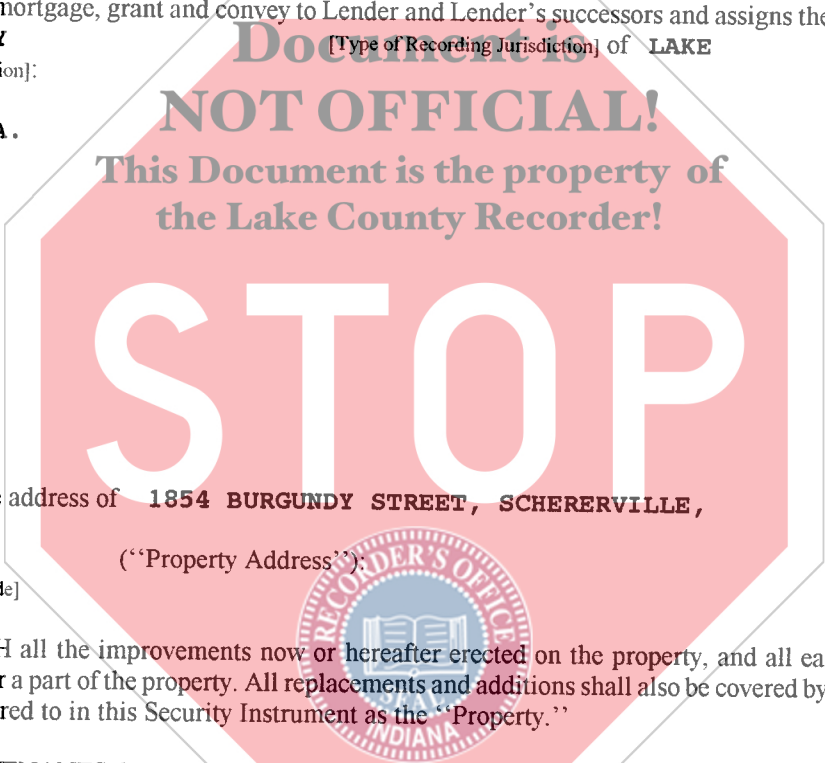 mortgage, grant and convey to Lender and Lender's successors and assigns the
Y [Type of Recording Jurisdiction] of LAKE
ion]:
Document is
NOT OFFICIAL!
A.
This Document is the property of
the Lake County Recorder!
STOP
address of 1854 BURGUNDY STREET, SCHERERVILLE,
(“Property Address”):
de]
RECORDER'S OFFICE
H all the improvements now or hereafter erected on the property, and all ea
r a part of the property. All replacements and additions shall also be covered by
SEAL
red to in this Security Instrument as the “Property.”
INDIANA